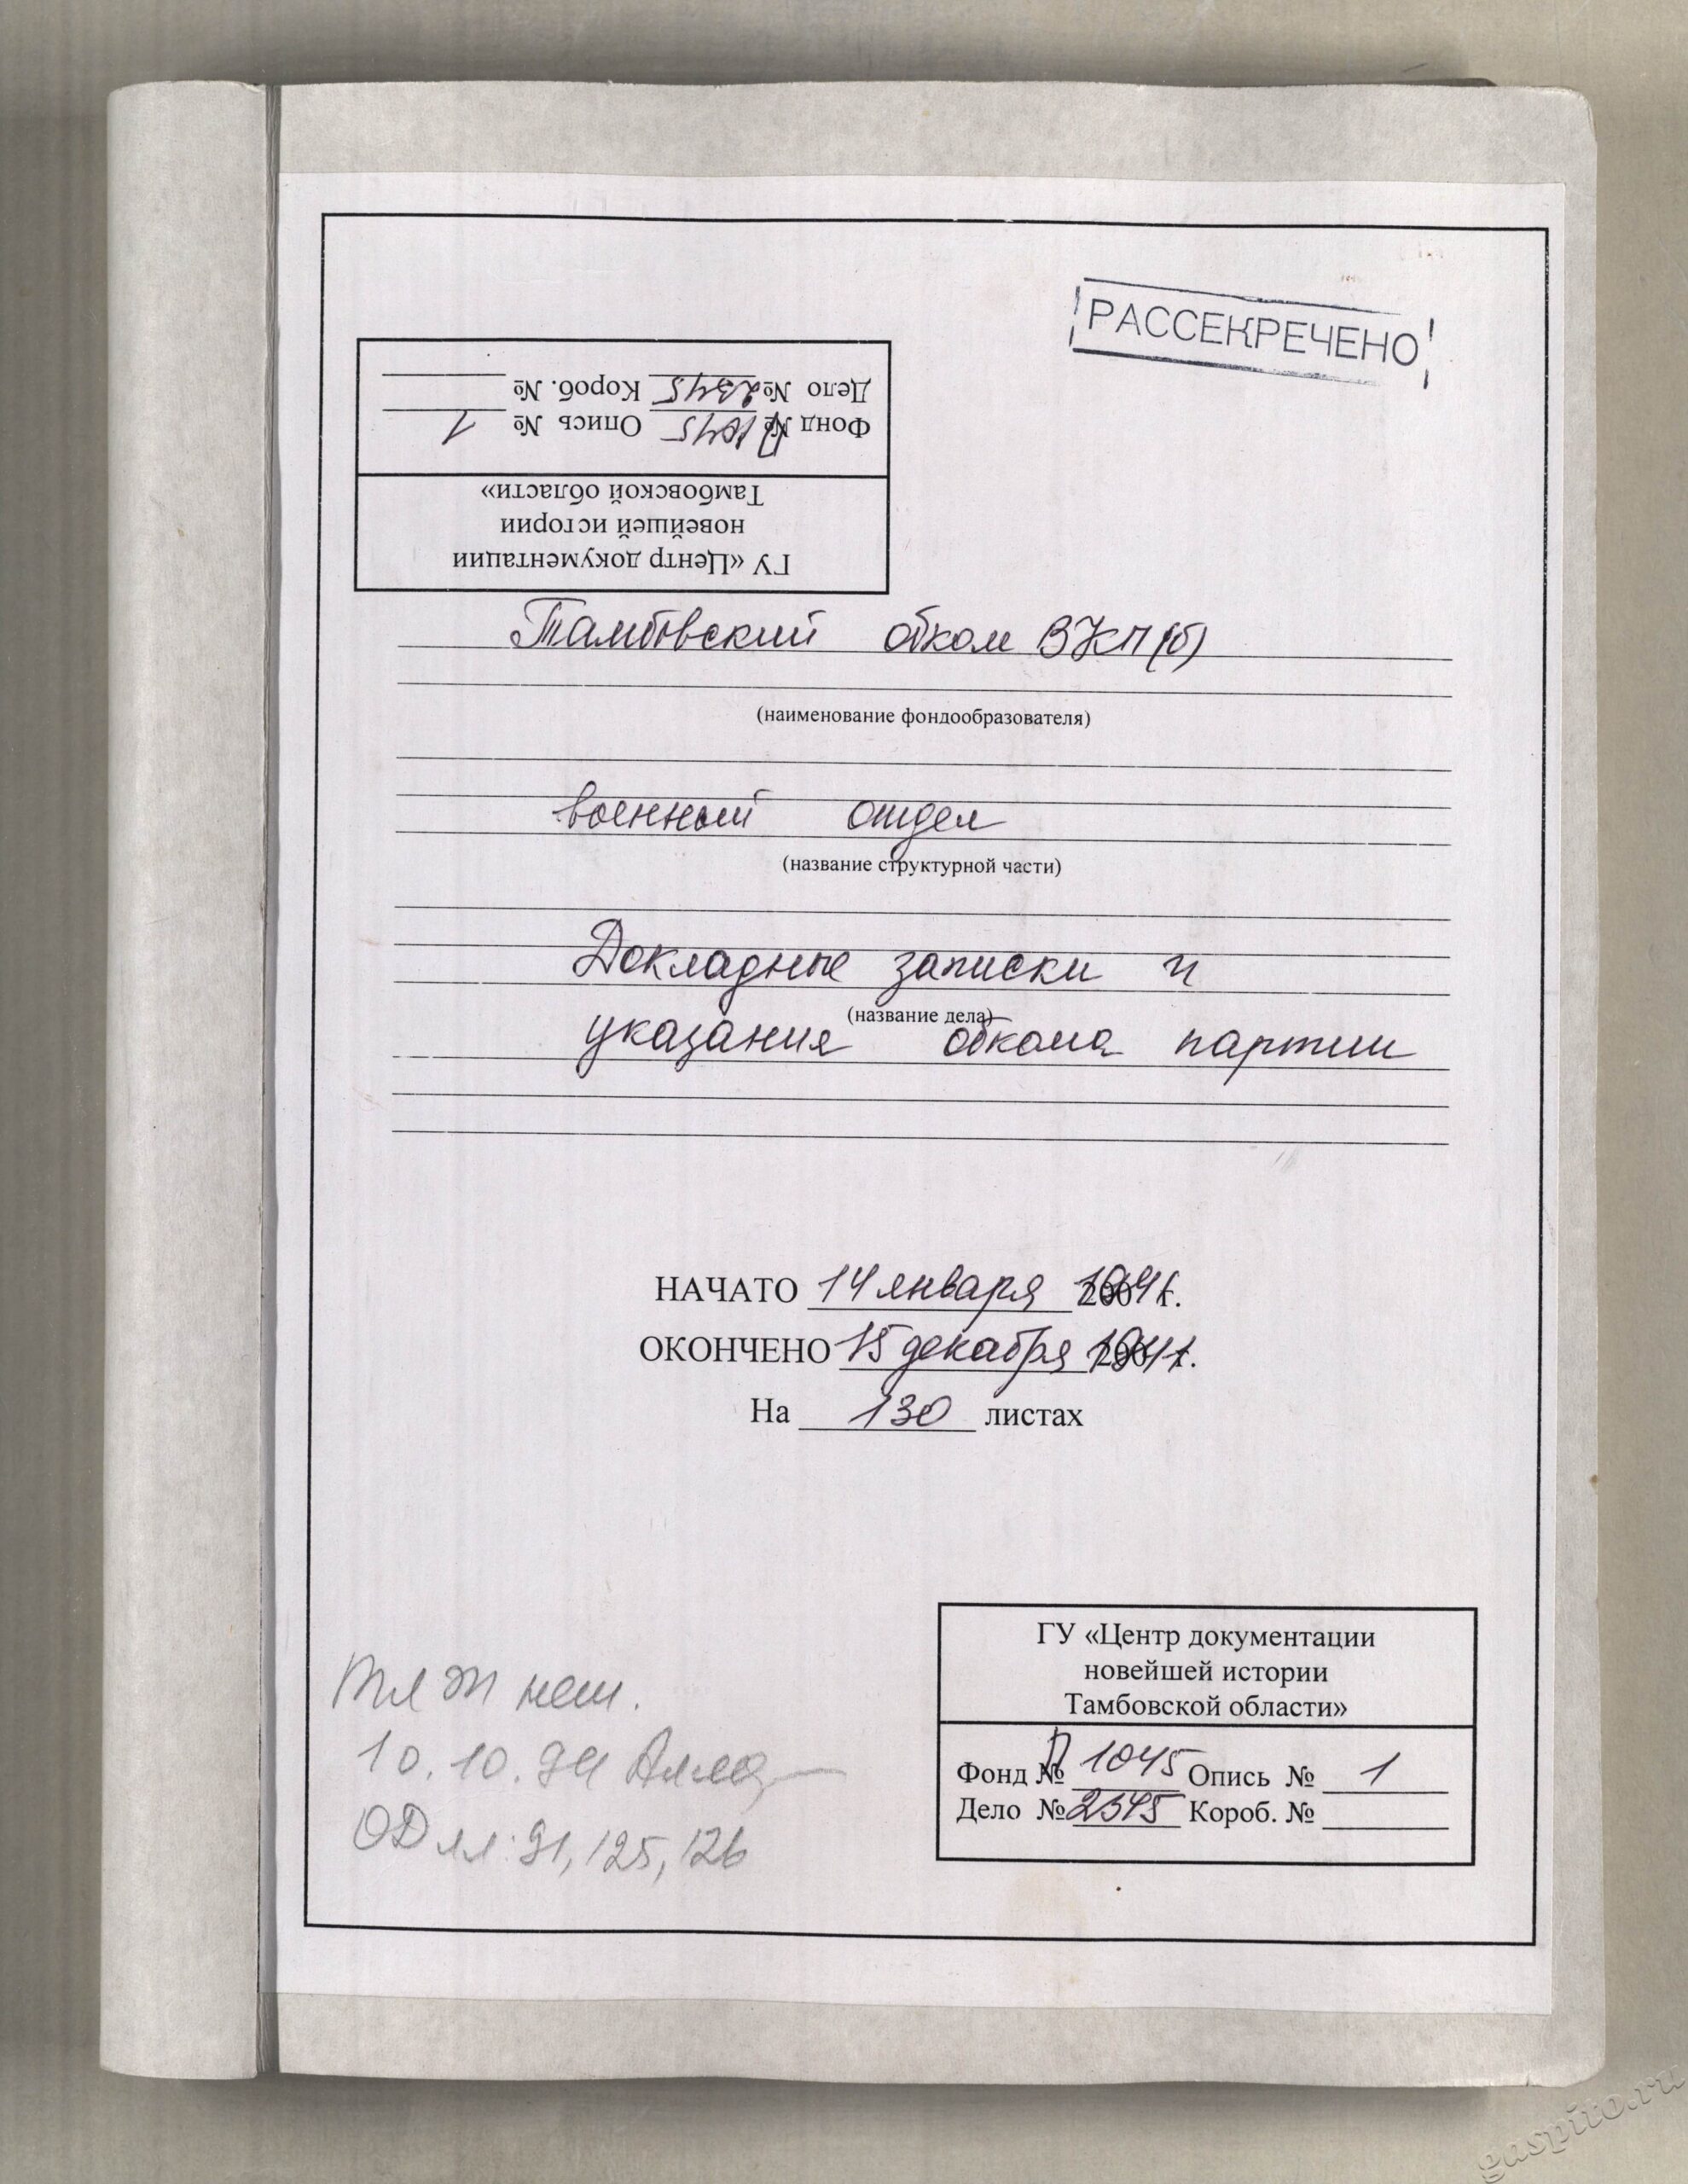 РАССЕКРЕЧЕНО
Дело № 2345 Короб. №
Фонд № П1045 Опись № 1
ГУ «Центр документации
новейшей истории
Тамбовской области»
Тамбовский обком ВКП(б)
(наименование фондообразователя)
военный отдел
(название структурной части)
Докладные записки и
(название дела)
указания обкома партии
НАЧАТО 14 января 1941 г.
ОКОНЧЕНО 15 декабря 1941 г.
На 130 листах
нет.
10.10.94
ОД лл: 91, 125, 126
ГУ «Центр документации
новейшей истории
Тамбовской области»
Фонд № П1045 Опись № 1
Дело № 2345 Короб. №
gaspito.ru